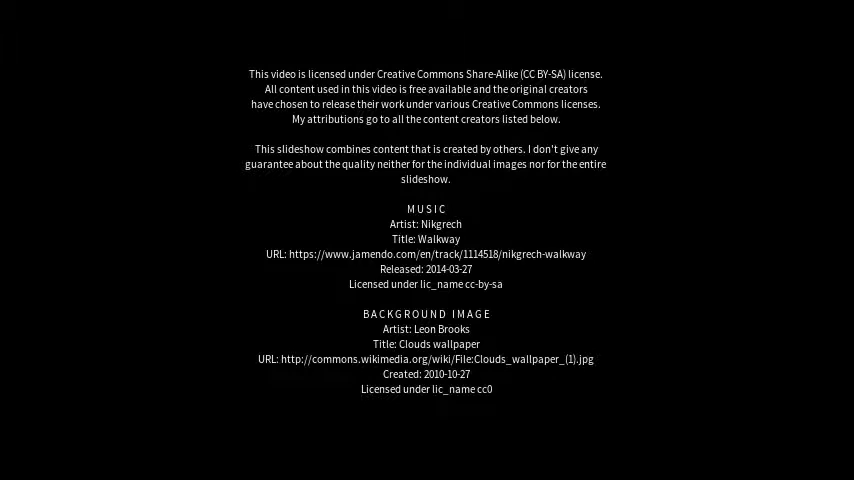 This video is licensed under Creative Commons Share-Alike (CC BY-SA) license.
All content used in this video is free available and the original creators
have chosen to release their work under various Creative Commons licenses.
My attributions go to all the content creators listed below.
This slideshow combines content that is created by others. I don't give any
guarantee about the quality neither for the individual images nor for the entire
slideshow.
MUSIC
Artist: Nikgrech
Title: Walkway
URL: https://www.jamendo.com/en/track/1114518/nikgrech-walkway
Released: 2014-03-27
Licensed under lic_name cc-by-sa
BACKGROUND IMAGE
Artist: Leon Brooks
Title: Clouds wallpaper
URL: http://commons.wikimedia.org/wiki/File:Clouds_wallpaper_(1).jpg
Created: 2010-10-27
Licensed under lic_name cc0